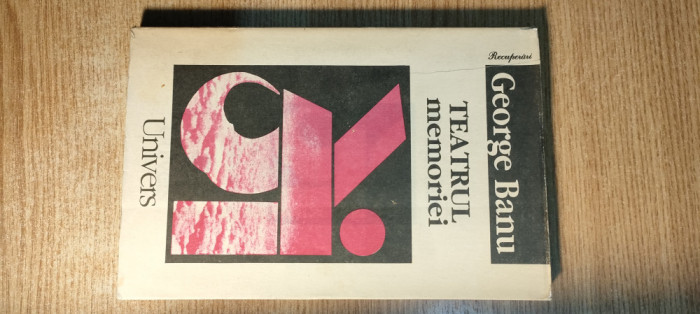 Recuperări
George Banu
TEATRUL
memoriei
Univers